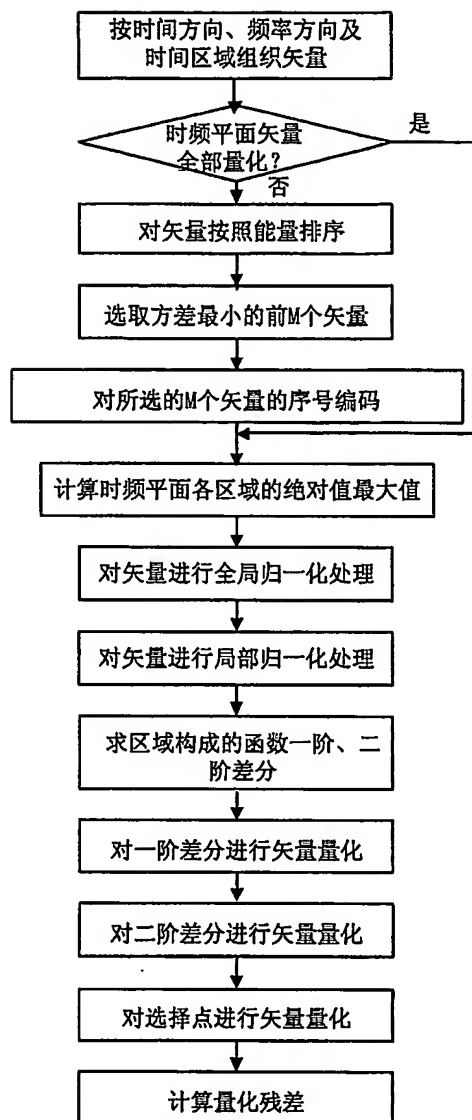 按时间方向、频率方向及
时间区域组织矢量
时频平面矢量
全部量化?
是
否
对矢量按照能量排序
选取方差最小的前M个矢量
对所选的M个矢量的序号编码
计算时频平面各区域的绝对值最大值
对矢量进行全局归一化处理
对矢量进行局部归一化处理
求区域构成的函数一阶、二
阶差分
对一阶差分进行矢量量化
对二阶差分进行矢量量化
对选择点进行矢量量化
计算量化残差